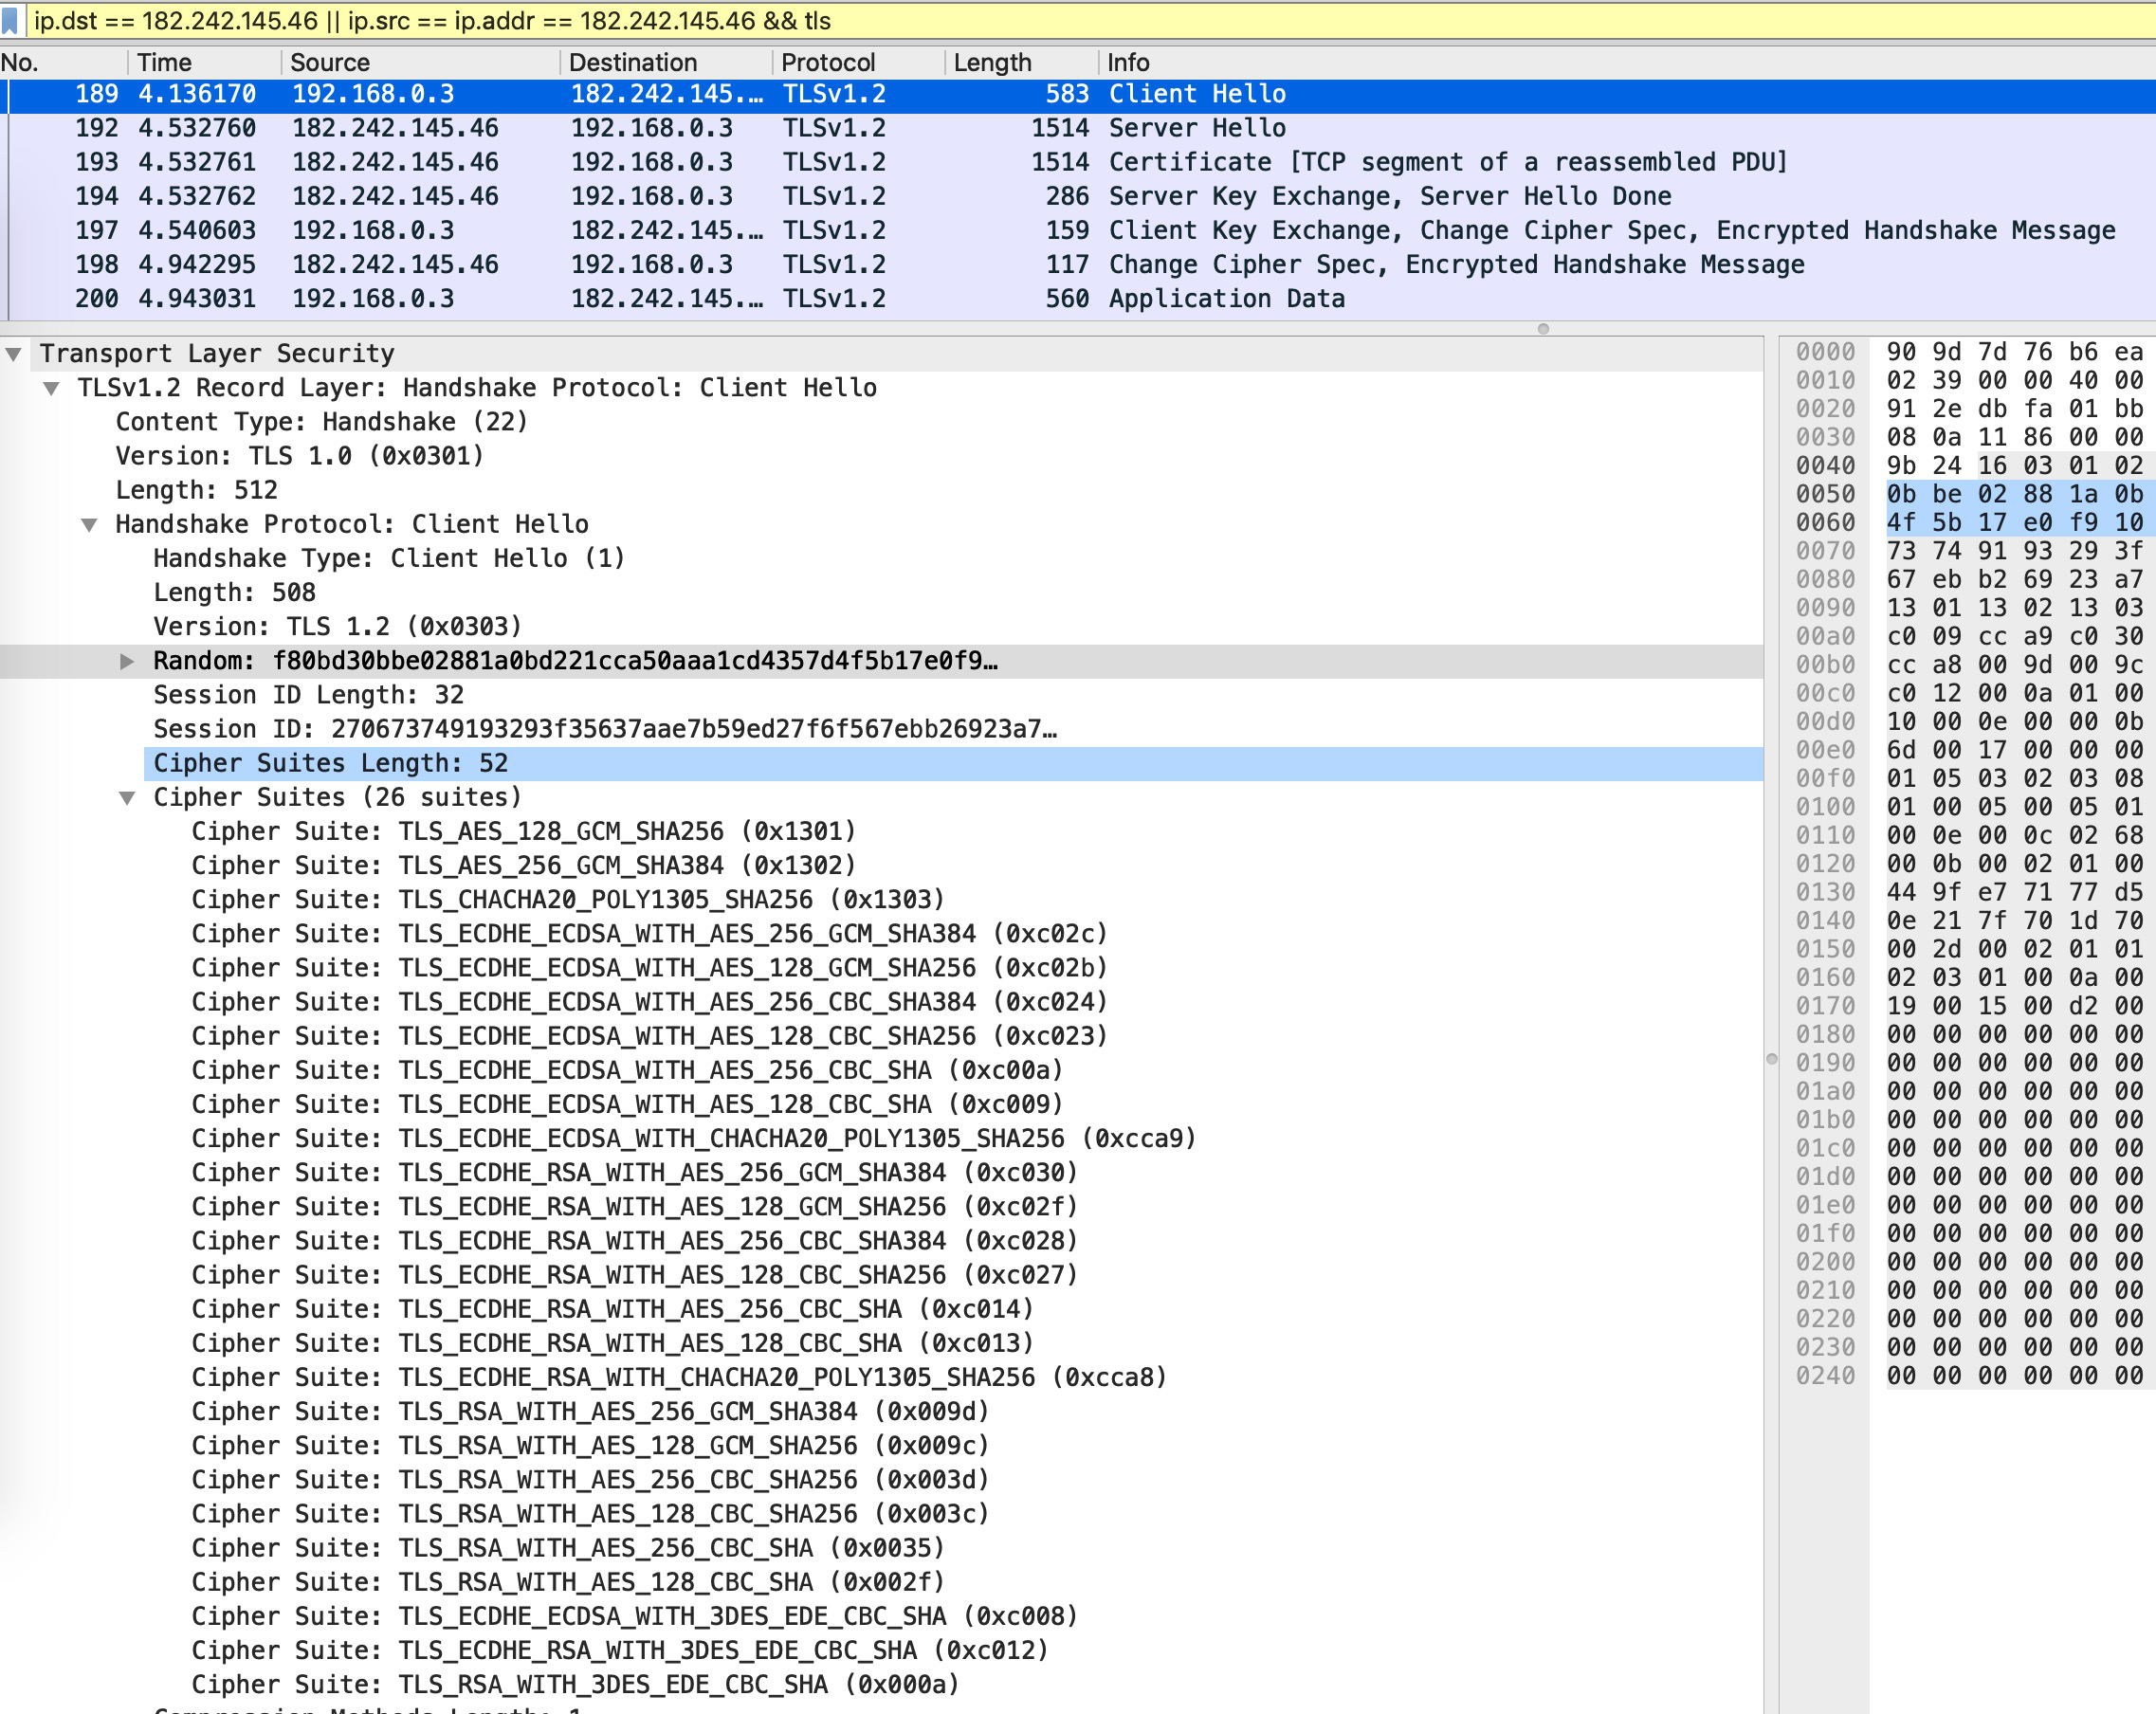 ip.dst == 182.242.145.46 || ip.src == ip.addr == 182.242.145.46 && tls
No. Time Source Destination Protocol Length Info
189 4.136170 192.168.0.3 182.242.145.… TLSv1.2 583 Client Hello
192 4.532760 182.242.145.46 192.168.0.3 TLSv1.2 1514 Server Hello
193 4.532761 182.242.145.46 192.168.0.3 TLSv1.2 1514 Certificate [TCP segment of a reassembled PDU]
194 4.532762 182.242.145.46 192.168.0.3 TLSv1.2 286 Server Key Exchange, Server Hello Done
197 4.540603 192.168.0.3 182.242.145.… TLSv1.2 159 Client Key Exchange, Change Cipher Spec, Encrypted Handshake Message
198 4.942295 182.242.145.46 192.168.0.3 TLSv1.2 117 Change Cipher Spec, Encrypted Handshake Message
200 4.943031 192.168.0.3 182.242.145.… TLSv1.2 560 Application Data
Transport Layer Security
TLSv1.2 Record Layer: Handshake Protocol: Client Hello
Content Type: Handshake (22)
Version: TLS 1.0 (0x0301)
Length: 512
Handshake Protocol: Client Hello
Handshake Type: Client Hello (1)
Length: 508
Version: TLS 1.2 (0x0303)
Random: f80bd30bbe02881a0bd221cca50aaa1cd4357d4f5b17e0f9…
Session ID Length: 32
Session ID: 270673749193293f35637aae7b59ed27f6f567ebb26923a7…
Cipher Suites Length: 52
Cipher Suites (26 suites)
Cipher Suite: TLS_AES_128_GCM_SHA256 (0x1301)
Cipher Suite: TLS_AES_256_GCM_SHA384 (0x1302)
Cipher Suite: TLS_CHACHA20_POLY1305_SHA256 (0x1303)
Cipher Suite: TLS_ECDHE_ECDSA_WITH_AES_256_GCM_SHA384 (0xc02c)
Cipher Suite: TLS_ECDHE_ECDSA_WITH_AES_128_GCM_SHA256 (0xc02b)
Cipher Suite: TLS_ECDHE_ECDSA_WITH_AES_256_CBC_SHA384 (0xc024)
Cipher Suite: TLS_ECDHE_ECDSA_WITH_AES_128_CBC_SHA256 (0xc023)
Cipher Suite: TLS_ECDHE_ECDSA_WITH_AES_256_CBC_SHA (0xc00a)
Cipher Suite: TLS_ECDHE_ECDSA_WITH_AES_128_CBC_SHA (0xc009)
Cipher Suite: TLS_ECDHE_ECDSA_WITH_CHACHA20_POLY1305_SHA256 (0xcca9)
Cipher Suite: TLS_ECDHE_RSA_WITH_AES_256_GCM_SHA384 (0xc030)
Cipher Suite: TLS_ECDHE_RSA_WITH_AES_128_GCM_SHA256 (0xc02f)
Cipher Suite: TLS_ECDHE_RSA_WITH_AES_256_CBC_SHA384 (0xc028)
Cipher Suite: TLS_ECDHE_RSA_WITH_AES_128_CBC_SHA256 (0xc027)
Cipher Suite: TLS_ECDHE_RSA_WITH_AES_256_CBC_SHA (0xc014)
Cipher Suite: TLS_ECDHE_RSA_WITH_AES_128_CBC_SHA (0xc013)
Cipher Suite: TLS_ECDHE_RSA_WITH_CHACHA20_POLY1305_SHA256 (0xcca8)
Cipher Suite: TLS_RSA_WITH_AES_256_GCM_SHA384 (0x009d)
Cipher Suite: TLS_RSA_WITH_AES_128_GCM_SHA256 (0x009c)
Cipher Suite: TLS_RSA_WITH_AES_256_CBC_SHA256 (0x003d)
Cipher Suite: TLS_RSA_WITH_AES_128_CBC_SHA256 (0x003c)
Cipher Suite: TLS_RSA_WITH_AES_256_CBC_SHA (0x0035)
Cipher Suite: TLS_RSA_WITH_AES_128_CBC_SHA (0x002f)
Cipher Suite: TLS_ECDHE_ECDSA_WITH_3DES_EDE_CBC_SHA (0xc008)
Cipher Suite: TLS_ECDHE_RSA_WITH_3DES_EDE_CBC_SHA (0xc012)
Cipher Suite: TLS_RSA_WITH_3DES_EDE_CBC_SHA (0x000a)
0000 90 9d 7d 76 b6 ea
0010 02 39 00 00 40 00
0020 91 2e db fa 01 bb
0030 08 0a 11 86 00 00
0040 9b 24 16 03 01 02
0050 0b be 02 88 1a 0b
0060 4f 5b 17 e0 f9 10
0070 73 74 91 93 29 3f
0080 67 eb b2 69 23 a7
0090 13 01 13 02 13 03
00a0 c0 09 cc a9 c0 30
00b0 cc a8 00 9d 00 9c
00c0 c0 12 00 0a 01 00
00d0 10 00 0e 00 00 0b
00e0 6d 00 17 00 00 00
00f0 01 05 03 02 03 08
0100 01 00 05 00 05 01
0110 00 0e 00 0c 02 68
0120 00 0b 00 02 01 00
0130 44 9f e7 71 77 d5
0140 0e 21 7f 70 1d 70
0150 00 2d 00 02 01 01
0160 02 03 01 00 0a 00
0170 19 00 15 00 d2 00
0180 00 00 00 00 00 00
0190 00 00 00 00 00 00
01a0 00 00 00 00 00 00
01b0 00 00 00 00 00 00
01c0 00 00 00 00 00 00
01d0 00 00 00 00 00 00
01e0 00 00 00 00 00 00
01f0 00 00 00 00 00 00
0200 00 00 00 00 00 00
0210 00 00 00 00 00 00
0220 00 00 00 00 00 00
0230 00 00 00 00 00 00
0240 00 00 00 00 00 00